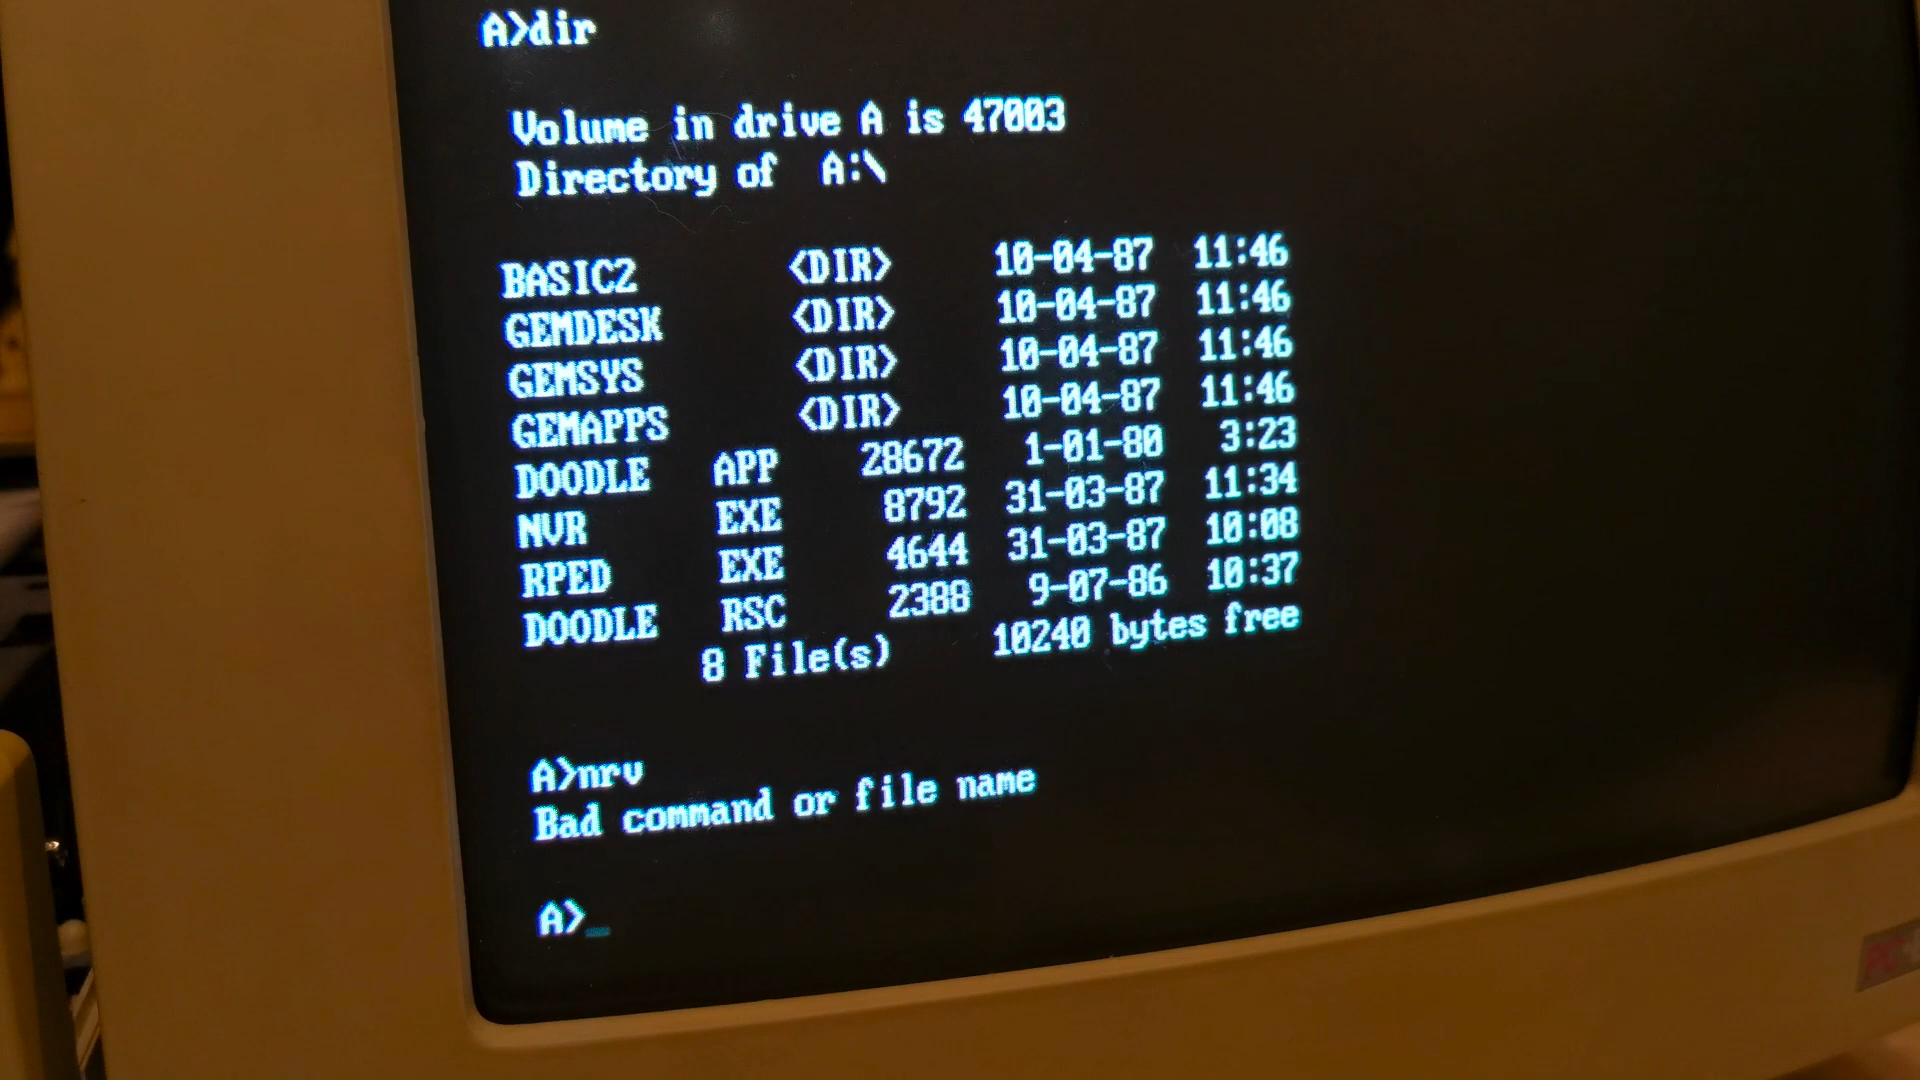 A>dir
Volume in drive A is 47003
Directory of A:\
BASIC2 <DIR> 10-04-87 11:46
GEMDESK <DIR> 10-04-87 11:46
GEMSYS <DIR> 10-04-87 11:46
GEMAPPS <DIR> 10-04-87 11:46
DOODLE APP 28672 1-01-80 3:23
NVR EXE 8792 31-03-87 11:34
RPED EXE 4644 31-03-87 10:08
DOODLE RSC 2388 9-07-86 10:37
8 File(s) 10240 bytes free
A>nrv
Bad command or file name
A>_